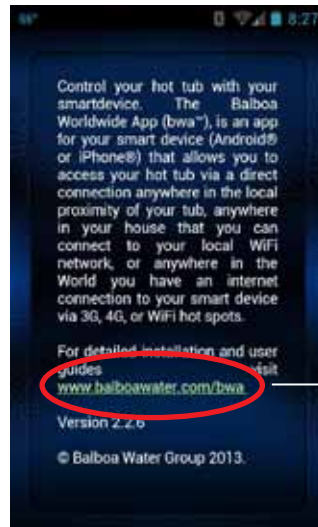 8:27
Control your hot tub with your
smartdevice. The Balboa
Worldwide App (bwa™), is an app
for your smart device (Android®
or iPhone®) that allows you to
access your hot tub via a direct
connection anywhere in the local
proximity of your tub, anywhere
in your house that you can
connect to your local WiFi
network, or anywhere in the
World you have an internet
connection to your smart device
via 3G, 4G, or WiFi hot spots.
For detailed installation and user
guides visit
www.balboawater.com/bwa
Version 2.2.6
© Balboa Water Group 2013.